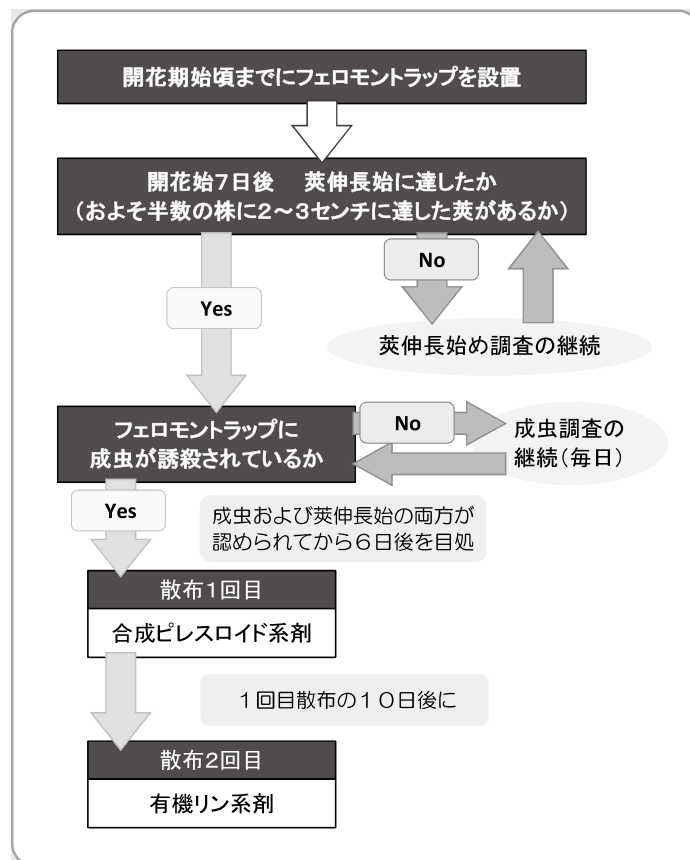 開花期始頃までにフェロモントラップを設置
開花始7日後　莢伸長始に達したか
（およそ半数の株に2～3センチに達した莢があるか）
No
Yes
莢伸長始め調査の継続
フェロモントラップに
成虫が誘殺されているか
No
成虫調査の
継続（毎日）
Yes
成虫および莢伸長始の両方が
認められてから６日後を目処
散布1回目
合成ピレスロイド系剤
１回目散布の１０日後に
散布2回目
有機リン系剤